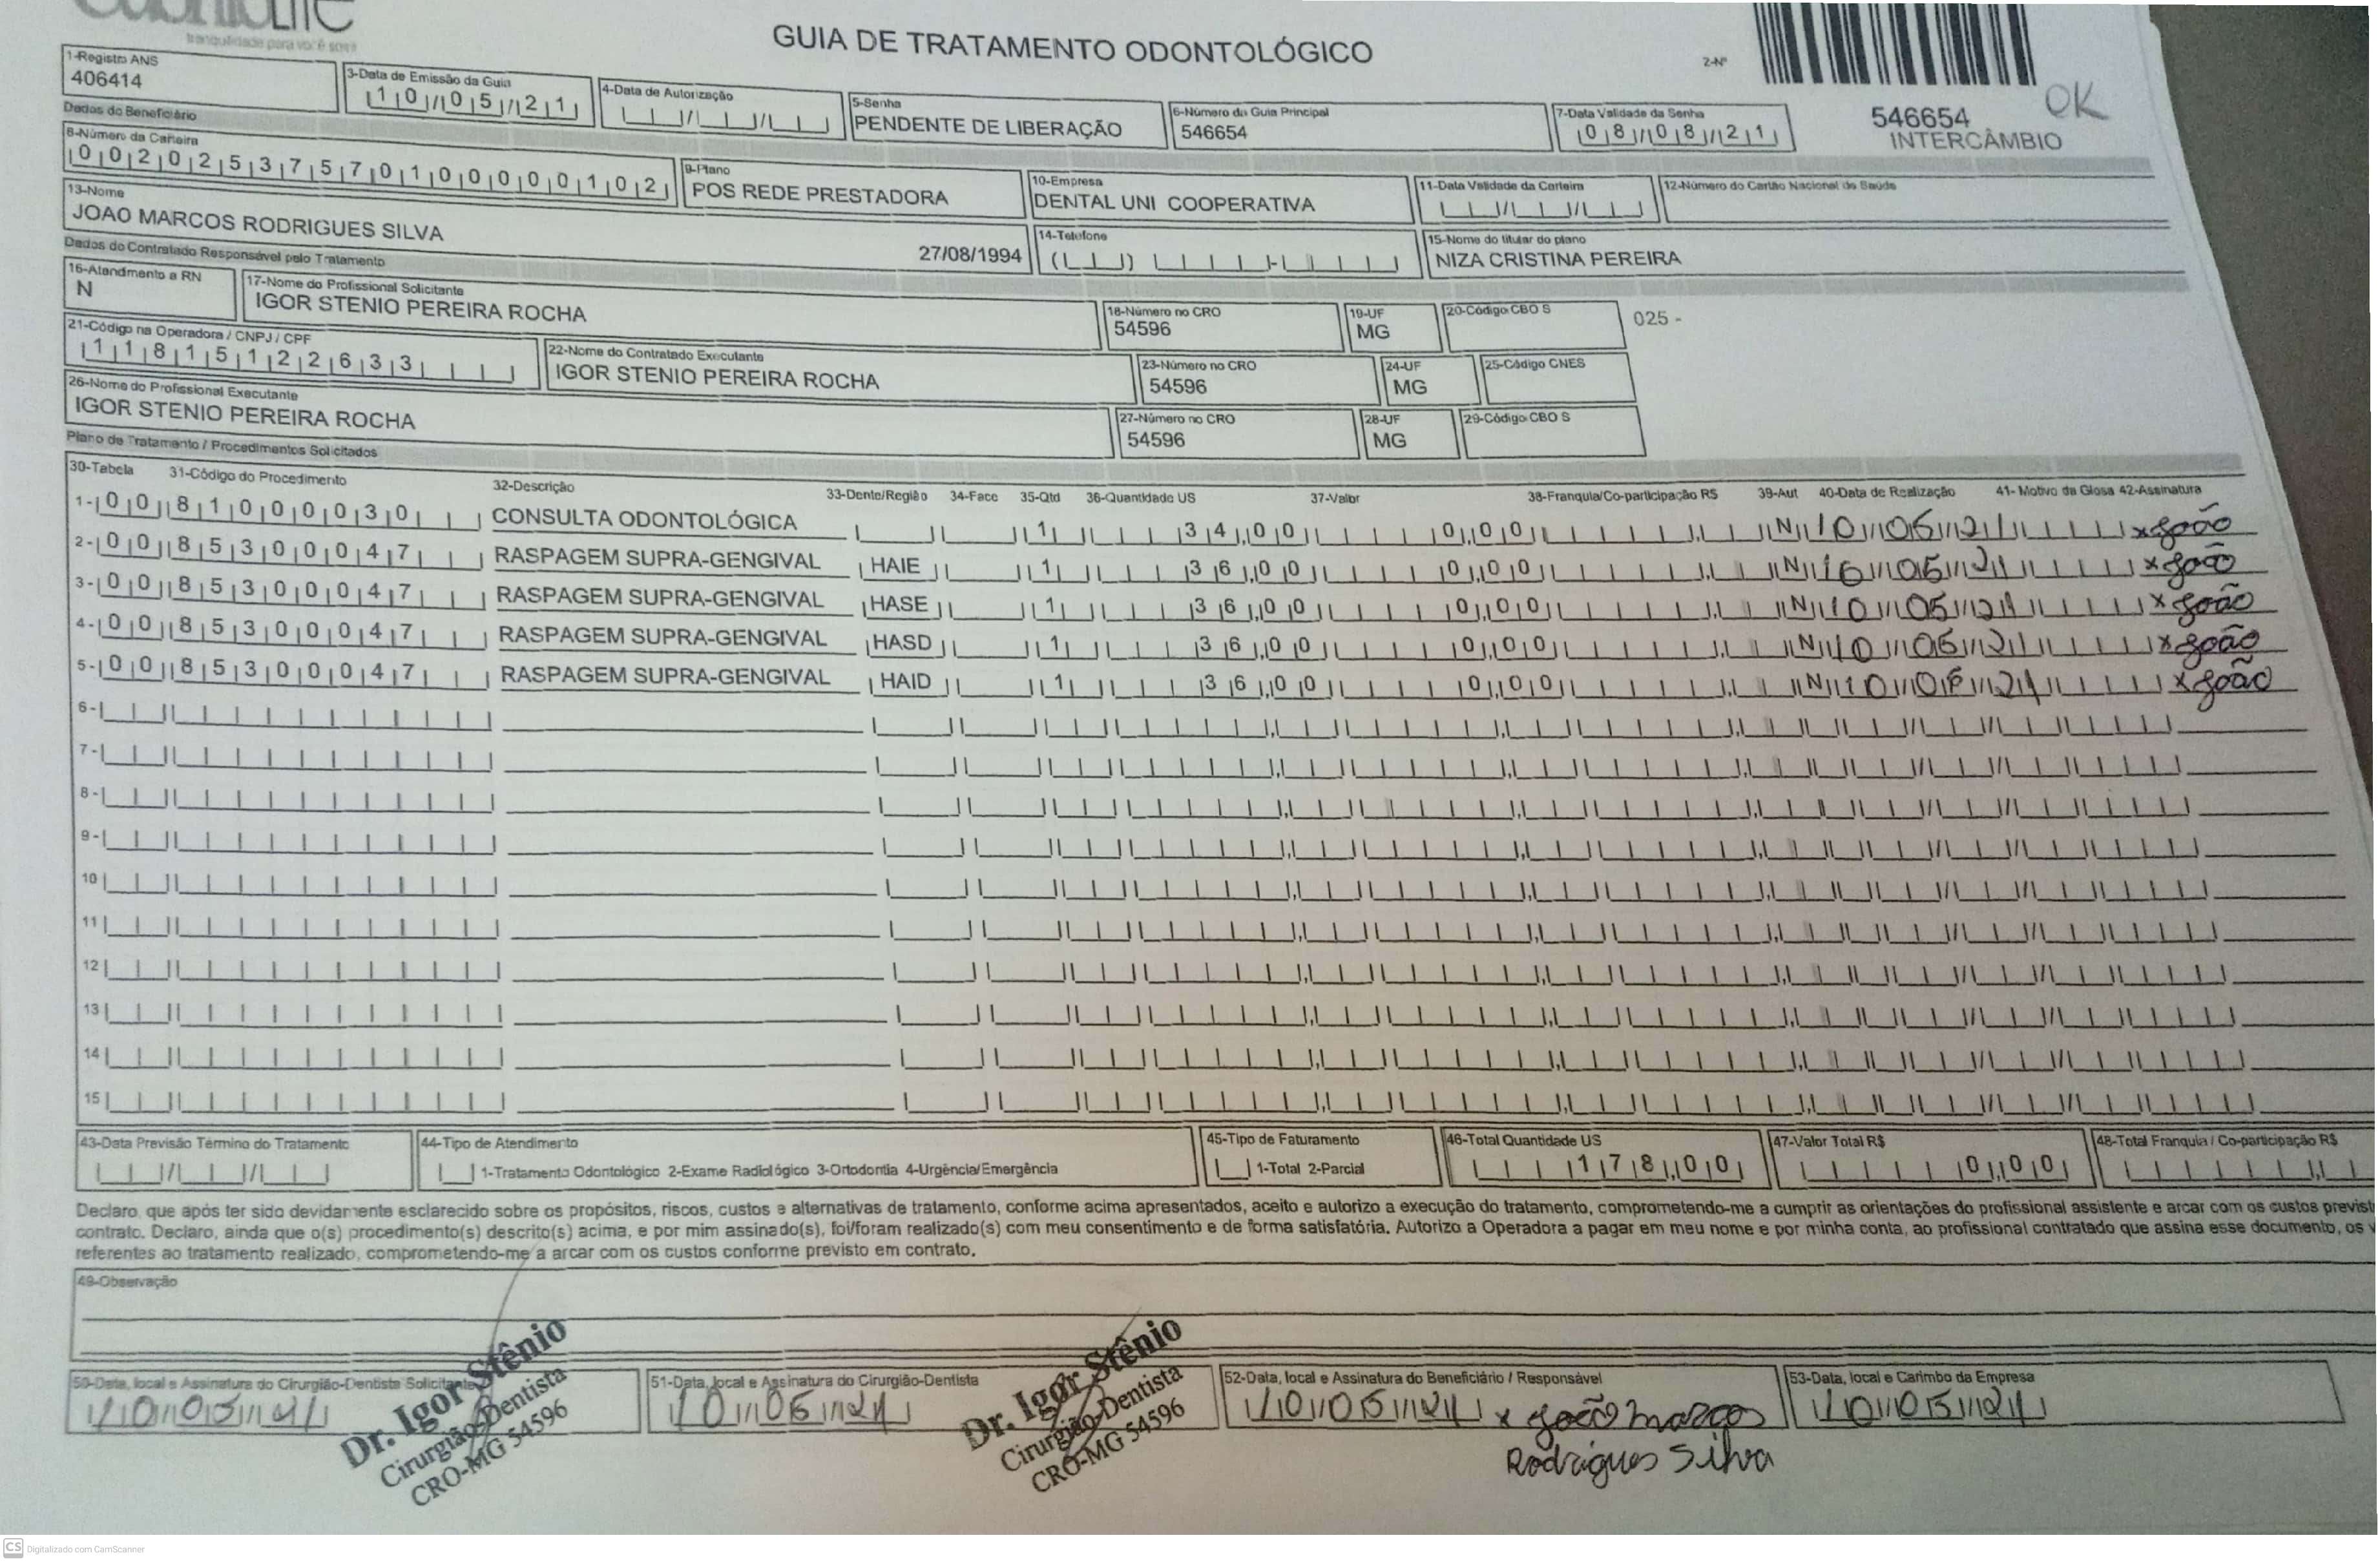 tranquilidade para você sorrir
GUIA DE TRATAMENTO ODONTOLÓGICO
2-Nº
546654
INTERCÂMBIO
OK
1-Registro ANS
406414
3-Data de Emissão da Guia
10/05/21
4-Data de Autorização
5-Senha
PENDENTE DE LIBERAÇÃO
6-Número da Guia Principal
546654
7-Data Validade da Senha
08/08/21
Dados do Beneficiário
8-Número da Carteira
00202537570100000102
9-Plano
POS REDE PRESTADORA
10-Empresa
DENTAL UNI COOPERATIVA
11-Data Validade da Carteira
12-Número do Cartão Nacional de Saúde
13-Nome
JOAO MARCOS RODRIGUES SILVA
27/08/1994
14-Telefone
15-Nome do titular do plano
NIZA CRISTINA PEREIRA
Dados do Contratado Responsável pelo Tratamento
16-Atendimento a RN
N
17-Nome do Profissional Solicitante
IGOR STENIO PEREIRA ROCHA
18-Número no CRO
54596
19-UF
MG
20-Código CBO S
025 -
21-Código na Operadora / CNPJ / CPF
11815122633
22-Nome do Contratado Executante
IGOR STENIO PEREIRA ROCHA
23-Número no CRO
54596
24-UF
MG
25-Código CNES
26-Nome do Profissional Executante
IGOR STENIO PEREIRA ROCHA
27-Número no CRO
54596
28-UF
MG
29-Código CBO S
Plano de Tratamento / Procedimentos Solicitados
30-Tabela 31-Código do Procedimento 32-Descrição 33-Dente/Região 34-Face 35-Qtd 36-Quantidade US 37-Valor 38-Franquia/Co-participação R$ 39-Aut 40-Data de Realização 41- Motivo da Glosa 42-Assinatura
1- 00 81000030 CONSULTA ODONTOLÓGICA 1 34,00 0,00 N 10/05/21 x João
2- 00 85300047 RASPAGEM SUPRA-GENGIVAL HAIE 1 36,00 0,00 N 10/05/21 x João
3- 00 85300047 RASPAGEM SUPRA-GENGIVAL HASE 1 36,00 0,00 N 10/05/21 x João
4- 00 85300047 RASPAGEM SUPRA-GENGIVAL HASD 1 36,00 0,00 N 10/05/21 x João
5- 00 85300047 RASPAGEM SUPRA-GENGIVAL HAID 1 36,00 0,00 N 10/05/21 x João
6-
7-
8-
9-
10
11
12
13
14
15
43-Data Previsão Término do Tratamento
44-Tipo de Atendimento
1-Tratamento Odontológico 2-Exame Radiológico 3-Ortodontia 4-Urgência/Emergência
45-Tipo de Faturamento
1-Total 2-Parcial
46-Total Quantidade US
178,00
47-Valor Total R$
0,00
48-Total Franquia / Co-participação R$
Declaro, que após ter sido devidamente esclarecido sobre os propósitos, riscos, custos e alternativas de tratamento, conforme acima apresentados, aceito e autorizo a execução do tratamento, comprometendo-me a cumprir as orientações do profissional assistente e arcar com os custos previst
contrato. Declaro, ainda que o(s) procedimento(s) descrito(s) acima, e por mim assinado(s), foi/foram realizado(s) com meu consentimento e de forma satisfatória. Autorizo a Operadora a pagar em meu nome e por minha conta, ao profissional contratado que assina esse documento, os v
referentes ao tratamento realizado, comprometendo-me a arcar com os custos conforme previsto em contrato.
49-Observação
50-Data, local e Assinatura do Cirurgião-Dentista Solicitante
10/05/21
Dr. Igor Stênio
Cirurgião-Dentista
CRO-MG 54596
51-Data, local e Assinatura do Cirurgião-Dentista
10/05/21
Dr. Igor Stênio
Cirurgião-Dentista
CRO-MG 54596
52-Data, local e Assinatura do Beneficiário / Responsável
10/05/21 x João Marcos
Rodrigues Silva
53-Data, local e Carimbo da Empresa
10/05/21
CS Digitalizado com CamScanner